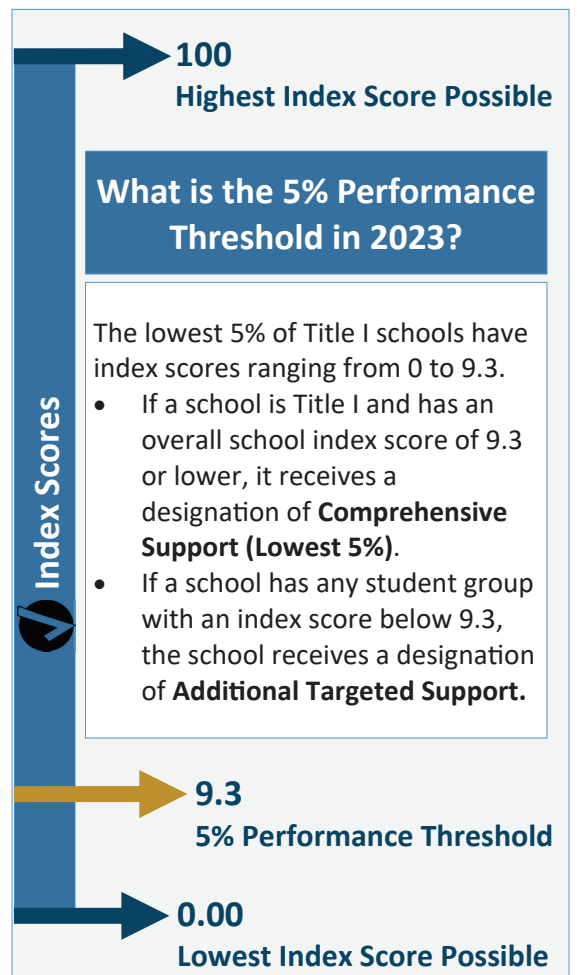 100
Highest Index Score Possible
What is the 5% Performance
Threshold in 2023?
The lowest 5% of Title I schools have
index scores ranging from 0 to 9.3.
• If a school is Title I and has an
overall school index score of 9.3
or lower, it receives a
designation of Comprehensive
Support (Lowest 5%).
• If a school has any student group
with an index score below 9.3,
the school receives a designation
of Additional Targeted Support.
Index Scores
9.3
5% Performance Threshold
0.00
Lowest Index Score Possible